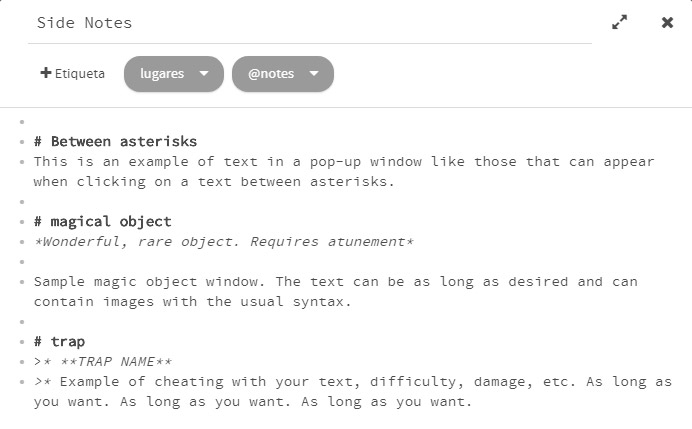 Side Notes
+ Etiqueta lugares @notes
# Between asterisks
This is an example of text in a pop-up window like those that can appear
when clicking on a text between asterisks.
# magical object
*Wonderful, rare object. Requires atunement*
Sample magic object window. The text can be as long as desired and can
contain images with the usual syntax.
# trap
>* **TRAP NAME**
>* Example of cheating with your text, difficulty, damage, etc. As long as
you want. As long as you want. As long as you want.